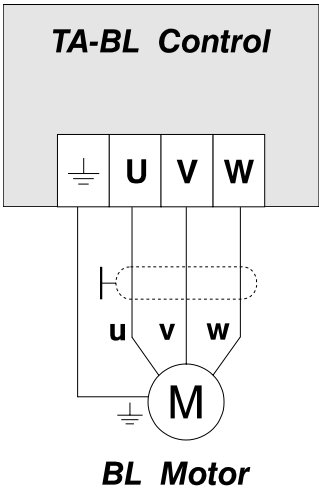 TA-BL Control
U V W
u v w
M
BL Motor